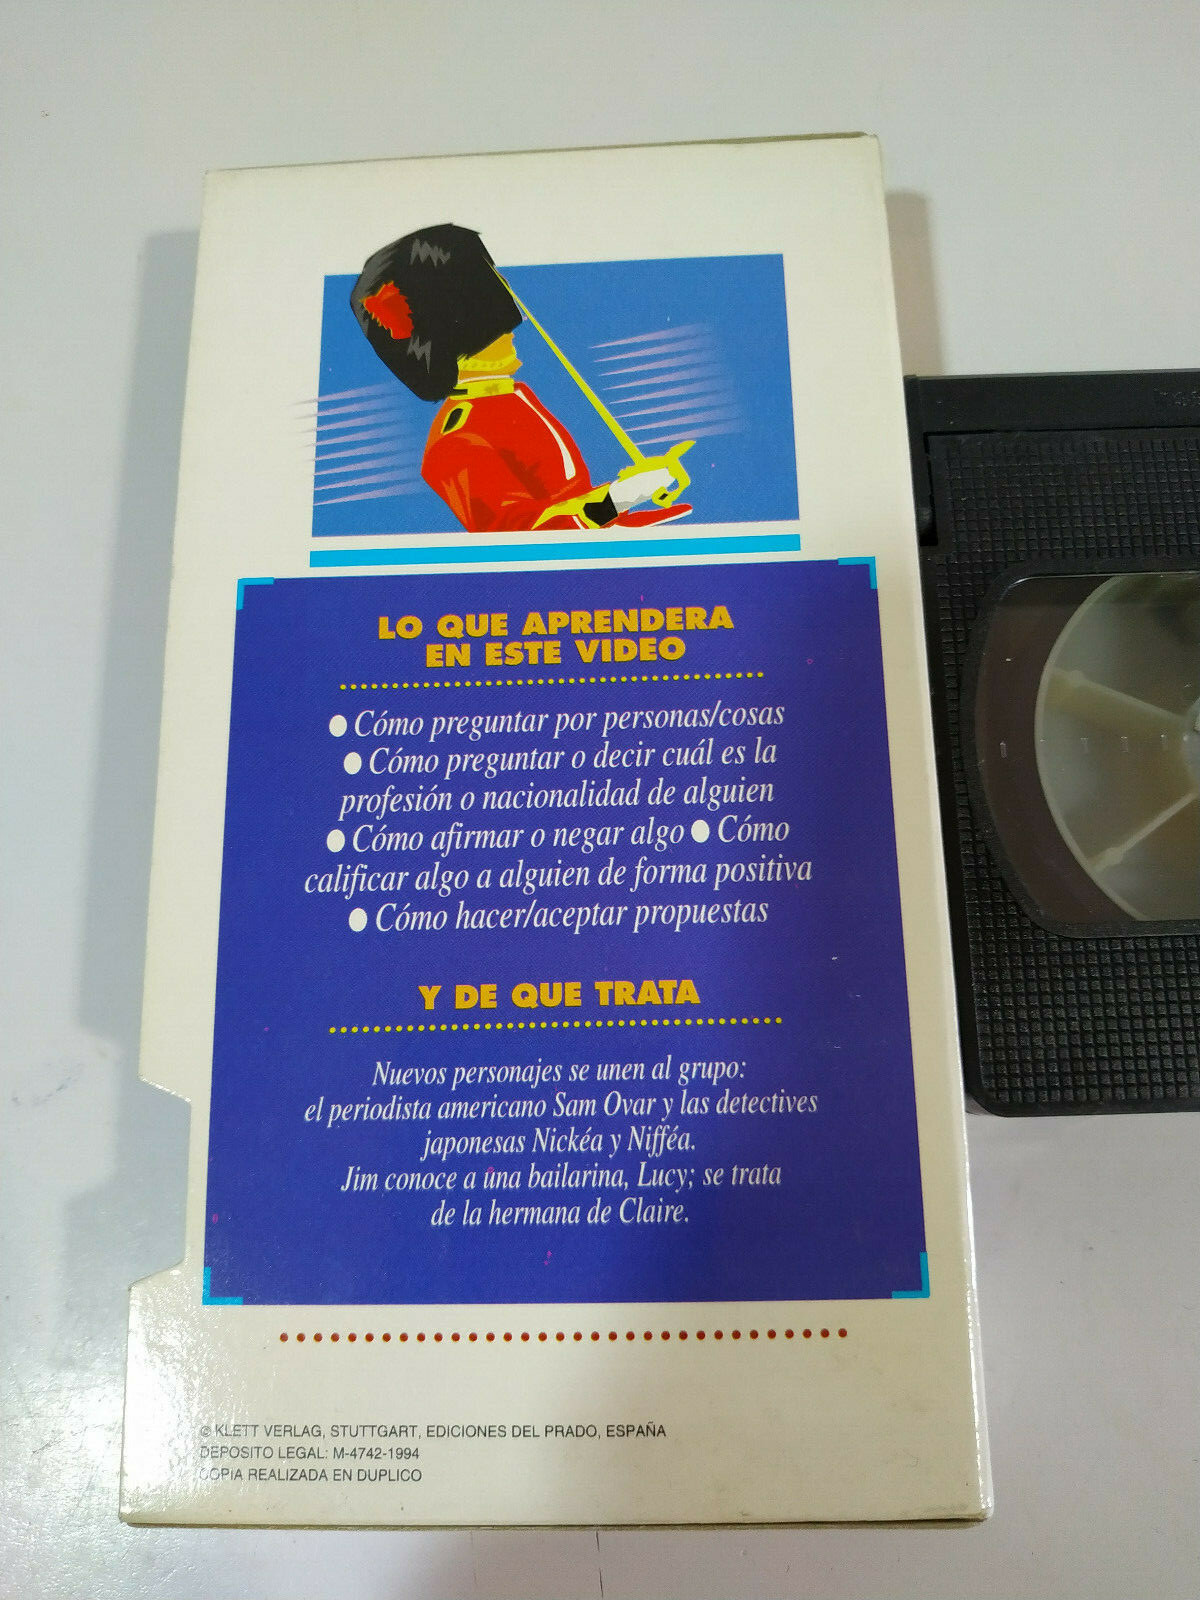 LO QUE APRENDERA
EN ESTE VIDEO
● Cómo preguntar por personas/cosas
● Cómo preguntar o decir cuál es la
profesión o nacionalidad de alguien
● Cómo afirmar o negar algo ● Cómo
calificar algo a alguien de forma positiva
● Cómo hacer/aceptar propuestas
Y DE QUE TRATA
Nuevos personajes se unen al grupo:
el periodista americano Sam Ovar y las detectives
japonesas Nickéa y Nifféa.
Jim conoce a una bailarina, Lucy; se trata
de la hermana de Claire.
© KLETT VERLAG, STUTTGART, EDICIONES DEL PRADO, ESPAÑA
DEPOSITO LEGAL: M-4742-1994
COPIA REALIZADA EN DUPLICO